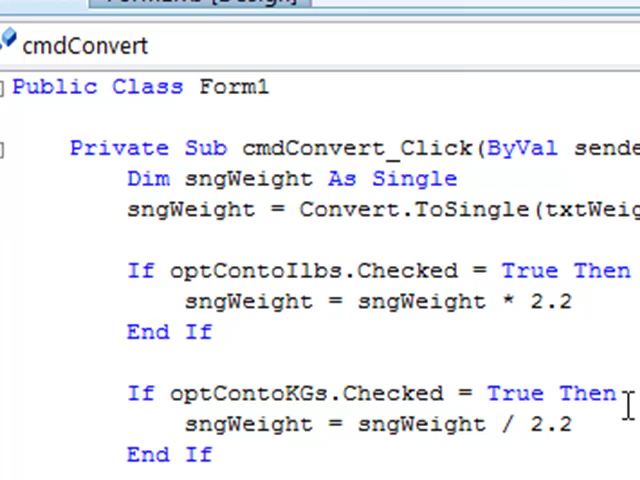 cmdConvert
Public Class Form1
Private Sub cmdConvert_Click(ByVal
Dim sngWeight As Single
sngWeight = Convert.ToSingle(
If optContoIlbs.Checked = True Then
sngWeight = sngWeight * 2.2
End If
If optContoKGs.Checked = True Then
sngWeight = sngWeight / 2.2
End If